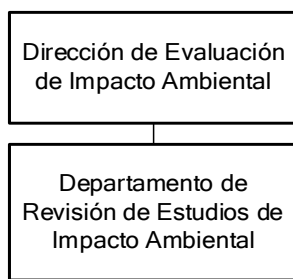 Dirección de Evaluación
de Impacto Ambiental
Departamento de
Revisión de Estudios de
Impacto Ambiental